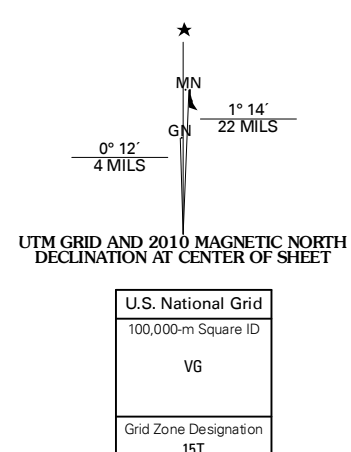 MN
1° 14´
22 MILS
GN
0° 12´
4 MILS
UTM GRID AND 2010 MAGNETIC NORTH
DECLINATION AT CENTER OF SHEET
U.S. National Grid
100,000-m Square ID
VG
Grid Zone Designation
15T